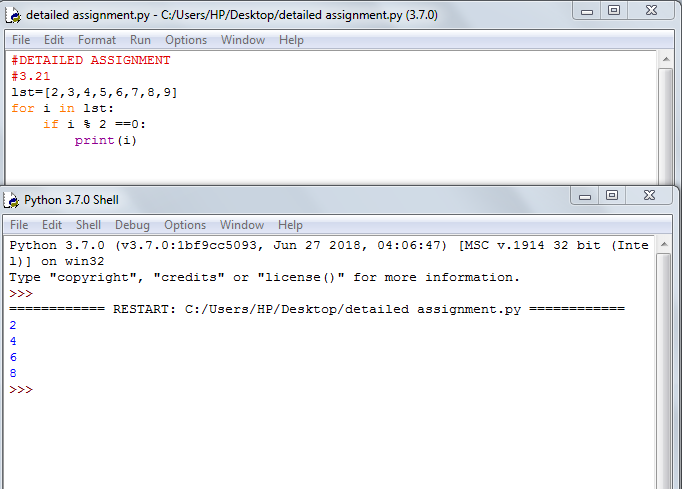 detailed assignment.py - C:/Users/HP/Desktop/detailed assignment.py (3.7.0)
File Edit Format Run Options Window Help
#DETAILED ASSIGNMENT
#3.21
lst=[2,3,4,5,6,7,8,9]
for i in lst:
    if i % 2 ==0:
        print(i)
Python 3.7.0 Shell
File Edit Shell Debug Options Window Help
Python 3.7.0 (v3.7.0:1bf9cc5093, Jun 27 2018, 04:06:47) [MSC v.1914 32 bit (Inte
l)] on win32
Type "copyright", "credits" or "license()" for more information.
>>>
============ RESTART: C:/Users/HP/Desktop/detailed assignment.py ============
2
4
6
8
>>>